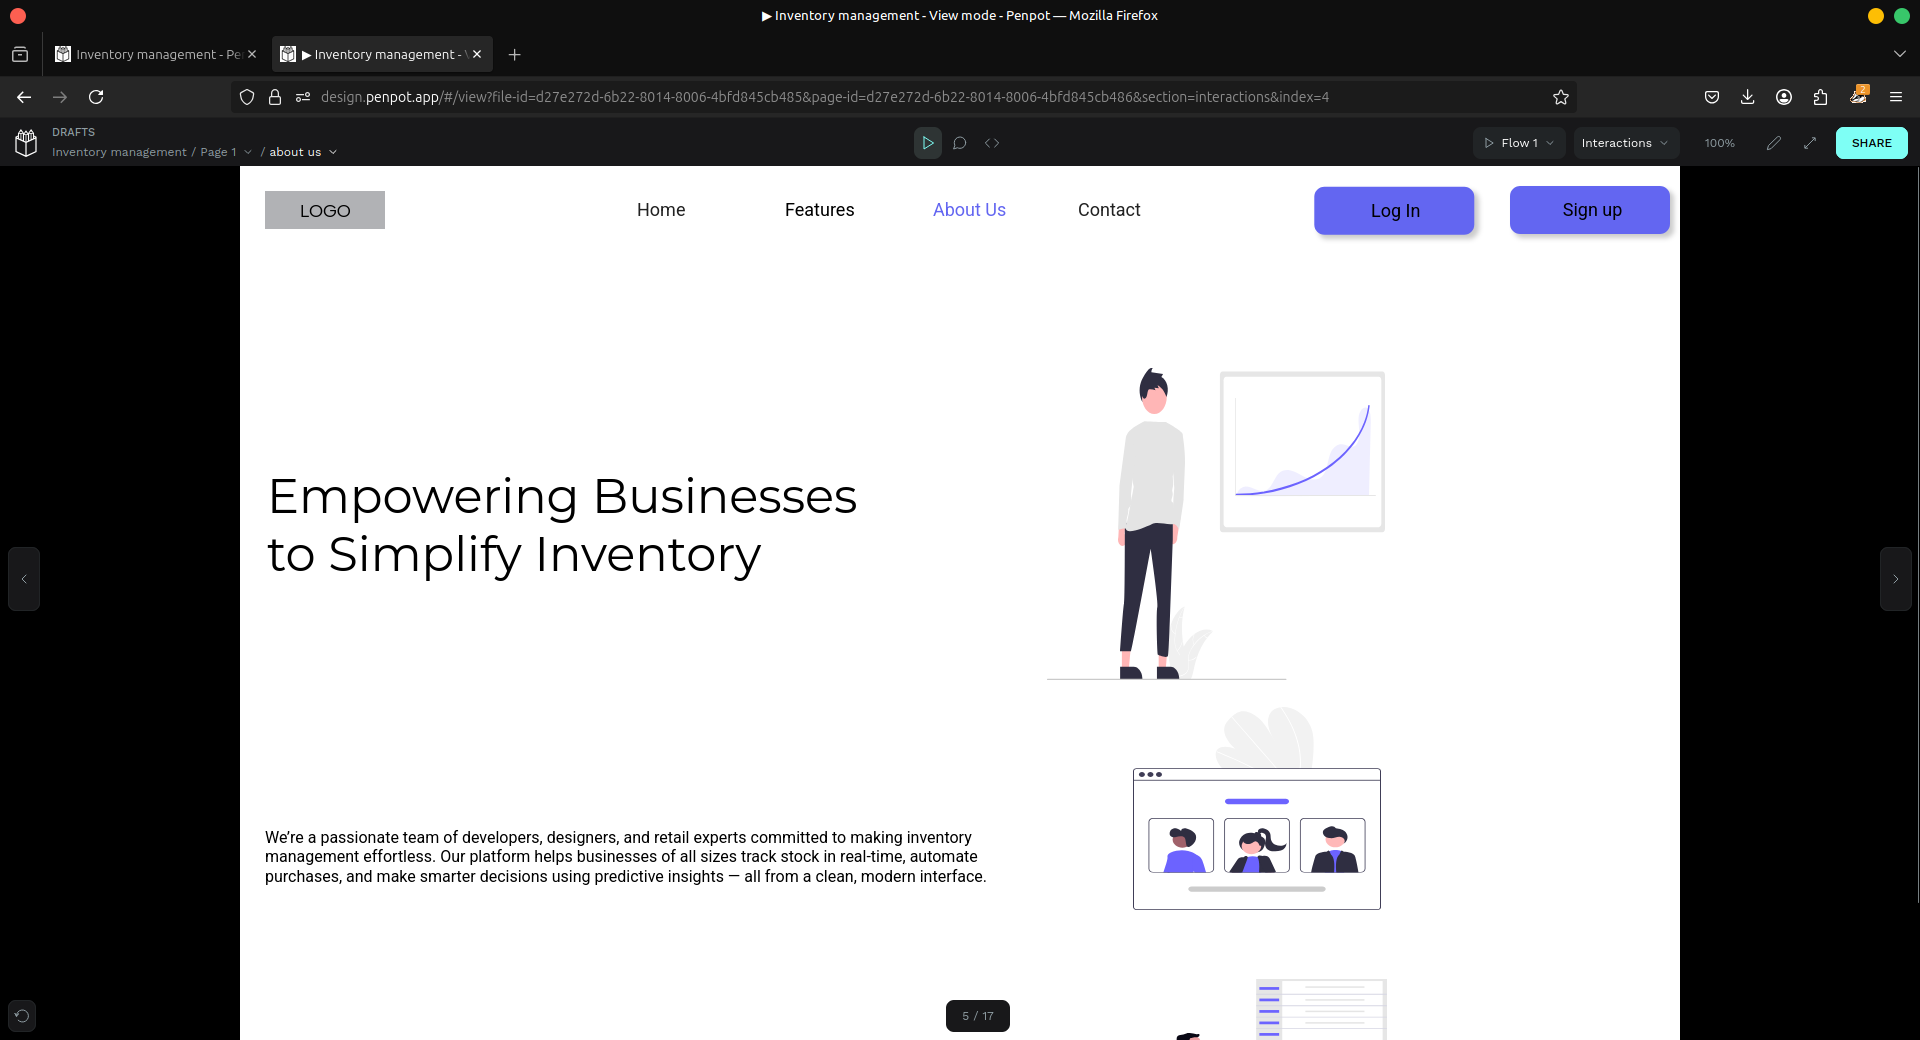 ▶ Inventory management - View mode - Penpot — Mozilla Firefox
Inventory management - Pe
▶ Inventory management -
design.penpot.app/#/view?file-id=d27e272d-6b22-8014-8006-4bfd845cb485&page-id=d27e272d-6b22-8014-8006-4bfd845cb486&section=interactions&index=4
2
DRAFTS
Inventory management / Page 1 / about us
Flow 1
Interactions
100%
SHARE
LOGO
Home
Features
About Us
Contact
Log In
Sign up
Empowering Businesses
to Simplify Inventory
We’re a passionate team of developers, designers, and retail experts committed to making inventory
management effortless. Our platform helps businesses of all sizes track stock in real-time, automate
purchases, and make smarter decisions using predictive insights — all from a clean, modern interface.
5 / 17